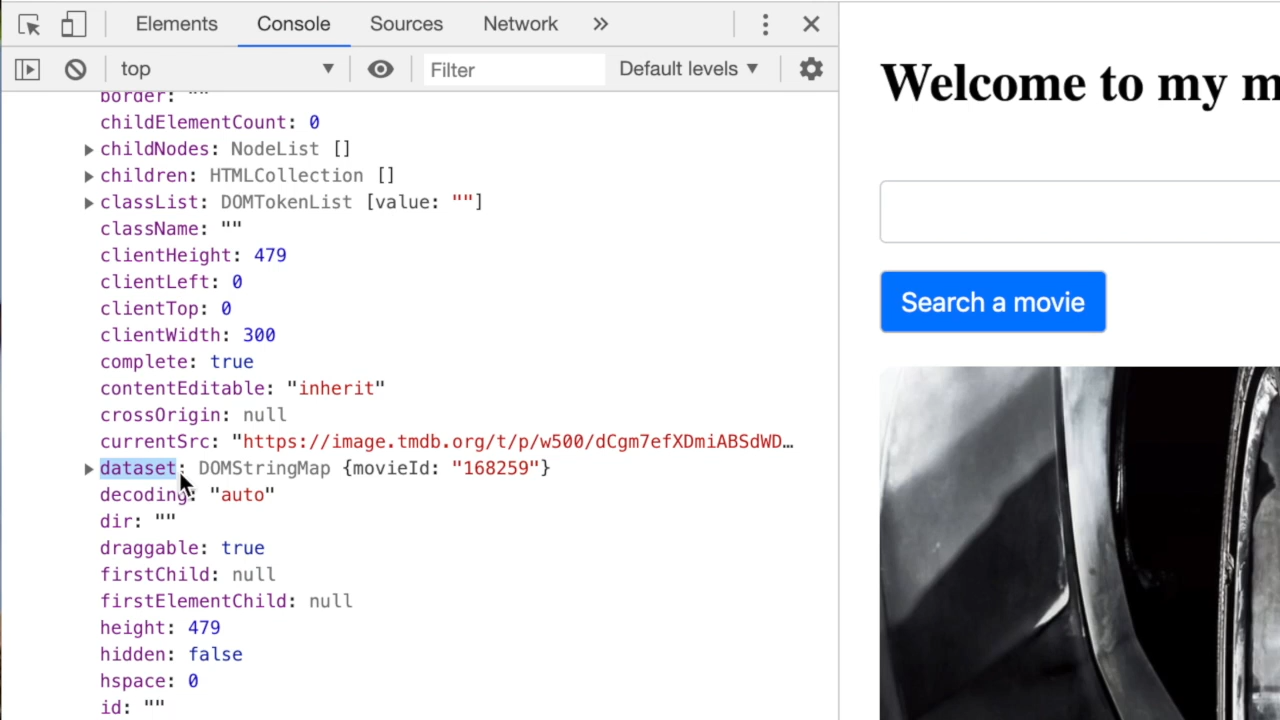 Elements Console Sources Network »
top ▼ Filter Default levels ▼
border: ""
childElementCount: 0
▶ childNodes: NodeList []
▶ children: HTMLCollection []
▶ classList: DOMTokenList [value: ""]
className: ""
clientHeight: 479
clientLeft: 0
clientTop: 0
clientWidth: 300
complete: true
contentEditable: "inherit"
crossOrigin: null
currentSrc: "https://image.tmdb.org/t/p/w500/dCgm7efXDmiABSdWD…
▶ dataset: DOMStringMap {movieId: "168259"}
decoding: "auto"
dir: ""
draggable: true
firstChild: null
firstElementChild: null
height: 479
hidden: false
hspace: 0
id: ""
Welcome to my m
Search a movie